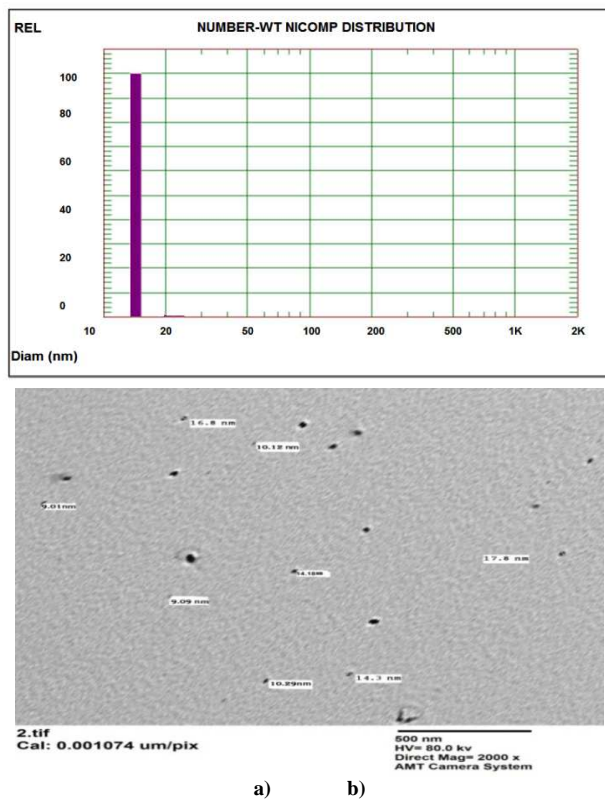 REL NUMBER-WT NICOMP DISTRIBUTION
100
80
60
40
20
0
10 20 50 100 200 500 1K 2K
Diam (nm)
16.8 nm
10.12 nm
9.01nm
17.8 nm
9.09 nm
10.29nm
14.3 nm
2.tif
Cal: 0.001074 um/pix
500 nm
HV= 80.0 kv
Direct Mag= 2000 x
AMT Camera System
a) b)